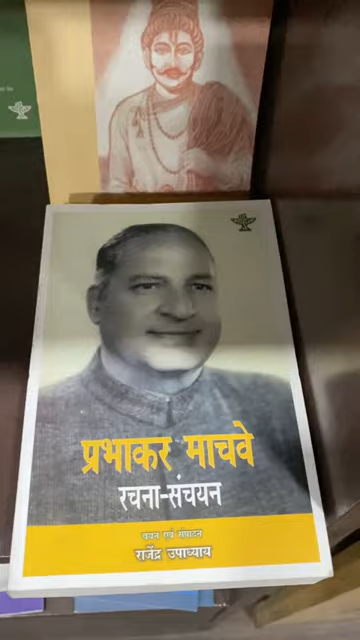 प्रभाकर माचवे
रचना-संचयन
चयन एवं संपादन
राजेंद्र उपाध्याय